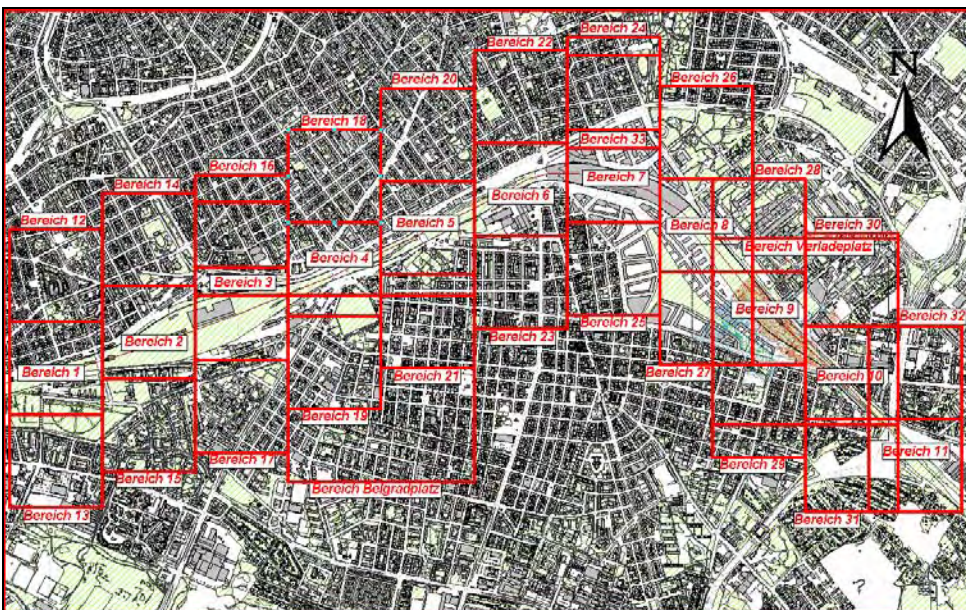 Bereich 24
Bereich 22
N
Bereich 20
Bereich 26
Bereich 18
Bereich 33
Bereich 16
Bereich 7
Bereich 28
Bereich 14
Bereich 6
Bereich 12
Bereich 5
Bereich 8
Bereich 30
Bereich Verladeplatz
Bereich 4
Bereich 3
Bereich 9
Bereich 25
Bereich 32
Bereich 2
Bereich 23
Bereich 1
Bereich 21
Bereich 27
Bereich 10
Bereich 19
Bereich 11
Bereich 17
Bereich 29
Bereich 15
Bereich Belgradplatz
Bereich 13
Bereich 31